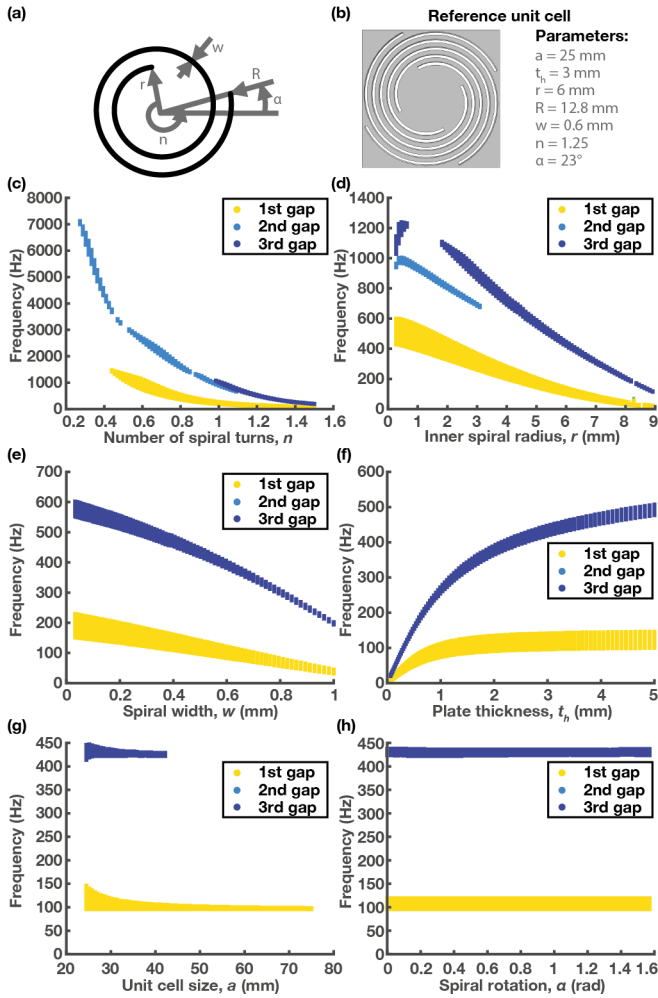 (a)
w
r
R
α
n
(b)
Reference unit cell
Parameters:
a = 25 mm
t_h = 3 mm
r = 6 mm
R = 12.8 mm
w = 0.6 mm
n = 1.25
α = 23°
(c)
8000
7000
6000
5000
4000
3000
2000
1000
0
Frequency (Hz)
1st gap
2nd gap
3rd gap
0.2 0.4 0.6 0.8 1 1.2 1.4 1.6
Number of spiral turns, n
(d)
1400
1200
1000
800
600
400
200
0
Frequency (Hz)
1st gap
2nd gap
3rd gap
0 1 2 3 4 5 6 7 8 9
Inner spiral radius, r (mm)
(e)
700
600
500
400
300
200
100
0
Frequency (Hz)
1st gap
2nd gap
3rd gap
0 0.2 0.4 0.6 0.8 1
Spiral width, w (mm)
(f)
600
500
400
300
200
100
0
Frequency (Hz)
1st gap
2nd gap
3rd gap
0 1 2 3 4 5
Plate thickness, t_h (mm)
(g)
450
400
350
300
450
200
150
100
50
0
Frequency (Hz)
1st gap
2nd gap
3rd gap
20 30 40 50 60 70 80
Unit cell size, a (mm)
(h)
450
400
350
300
450
200
150
100
50
0
Frequency (Hz)
1st gap
2nd gap
3rd gap
0 0.2 0.4 0.6 0.8 1 1.2 1.4 1.6
Spiral rotation, α (rad)